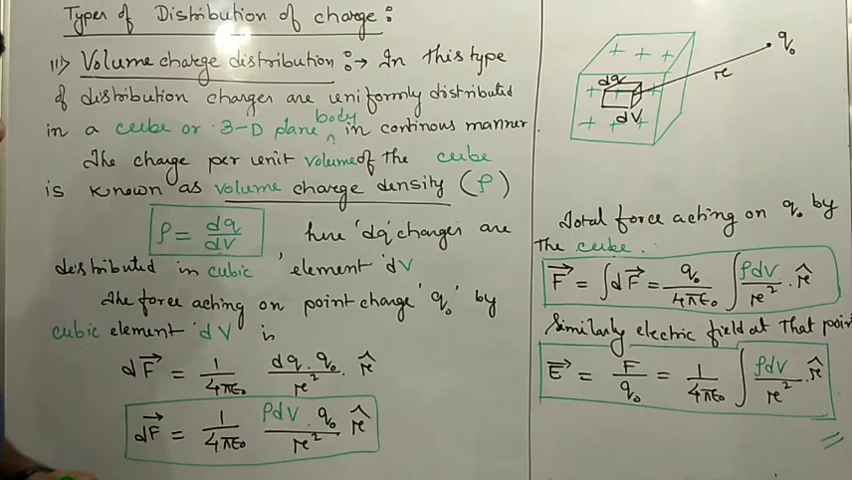 Types of Distribution of charge :
iii) Volume charge distribution :→ In this type
of distribution charges are uniformly distributed
in a cube or 3-D plane body in continous manner
The charge per unit volume of the cube
is known as volume charge density (ρ)
ρ = dq/dV here 'dq' charges are
distributed in cubic 'element 'dV
The force acting on point charge 'q₀' by
cubic element 'dV is
dF⃗ = 1/4πε₀ dq.q₀/r² . r̂
dF⃗ = 1/4πε₀ ρdV.q₀/r² r̂
q₀
r
dq
dV
+ + +
+ + +
+ + +
Total force acting on q₀ by
the cube.
F⃗ = ∫dF⃗ = q₀/4πε₀ ∫ρdv/r² . r̂
Similarly electric field at that point
E⃗ = F/q₀ = 1/4πε₀ ∫ρdv/r² . r̂